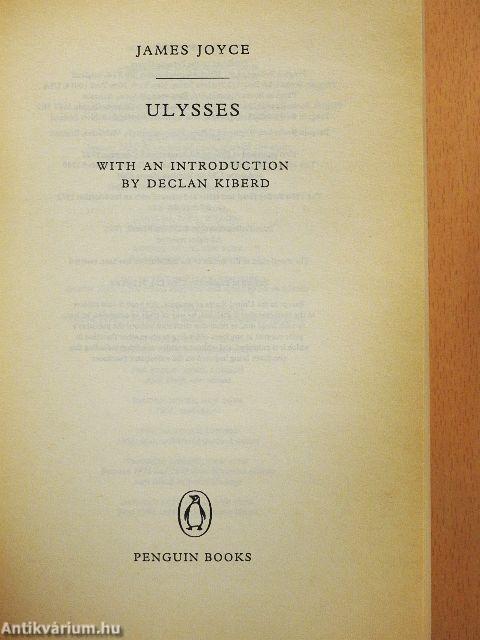 JAMES JOYCE
ULYSSES
WITH AN INTRODUCTION
BY DECLAN KIBERD
PENGUIN BOOKS
Antikvárium.hu